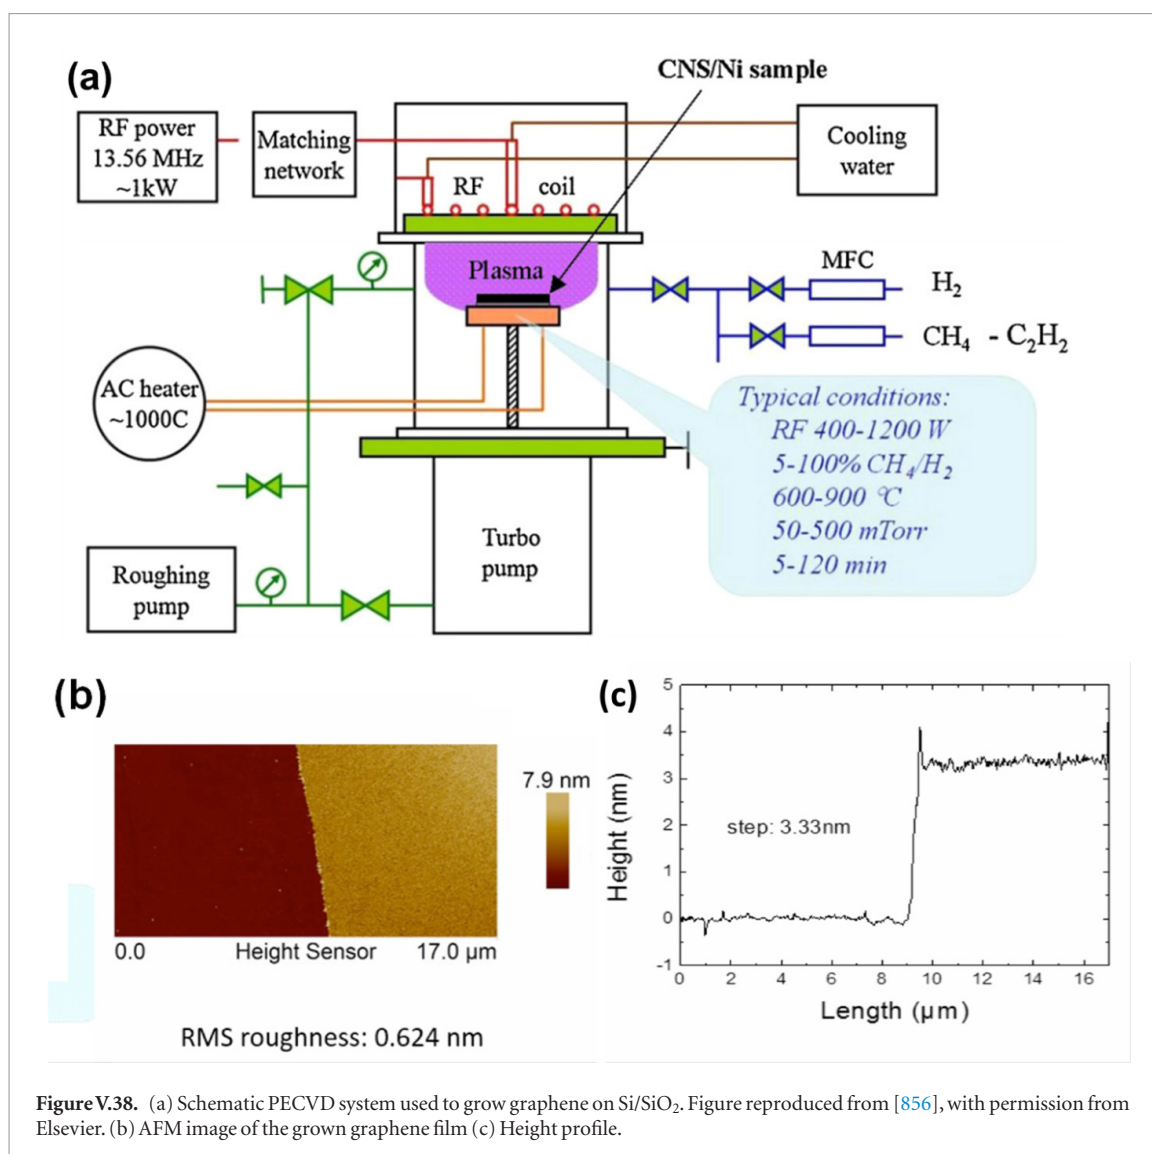 (a)
CNS/Ni sample
RF power
13.56 MHz
~1kW
Matching
network
Cooling
water
RF coil
Plasma
MFC
H₂
CH₄ - C₂H₂
AC heater
~1000C
Typical conditions:
RF 400-1200 W
5-100% CH₄/H₂
600-900 °C
50-500 mTorr
5-120 min
Roughing
pump
Turbo
pump
(b)
7.9 nm
0.0 Height Sensor 17.0 µm
RMS roughness: 0.624 nm
(c)
5
4
3
2
1
0
-1
Height (nm)
step: 3.33nm
0 2 4 6 8 10 12 14 16
Length (µm)
Figure V.38. (a) Schematic PECVD system used to grow graphene on Si/SiO₂. Figure reproduced from [856], with permission from
Elsevier. (b) AFM image of the grown graphene film (c) Height profile.